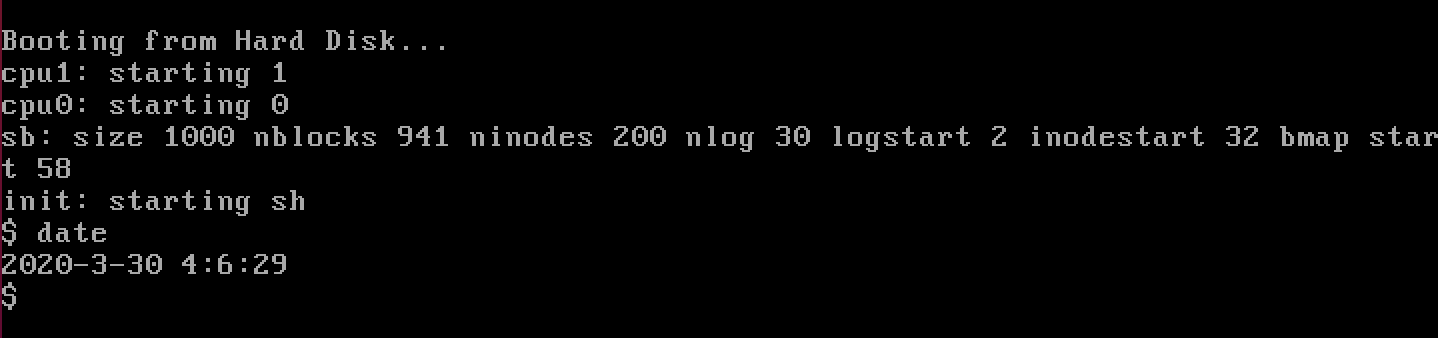 Booting from Hard Disk...
cpu1: starting 1
cpu0: starting 0
sb: size 1000 nblocks 941 ninodes 200 nlog 30 logstart 2 inodestart 32 bmap star
t 58
init: starting sh
$ date
2020-3-30 4:6:29
$